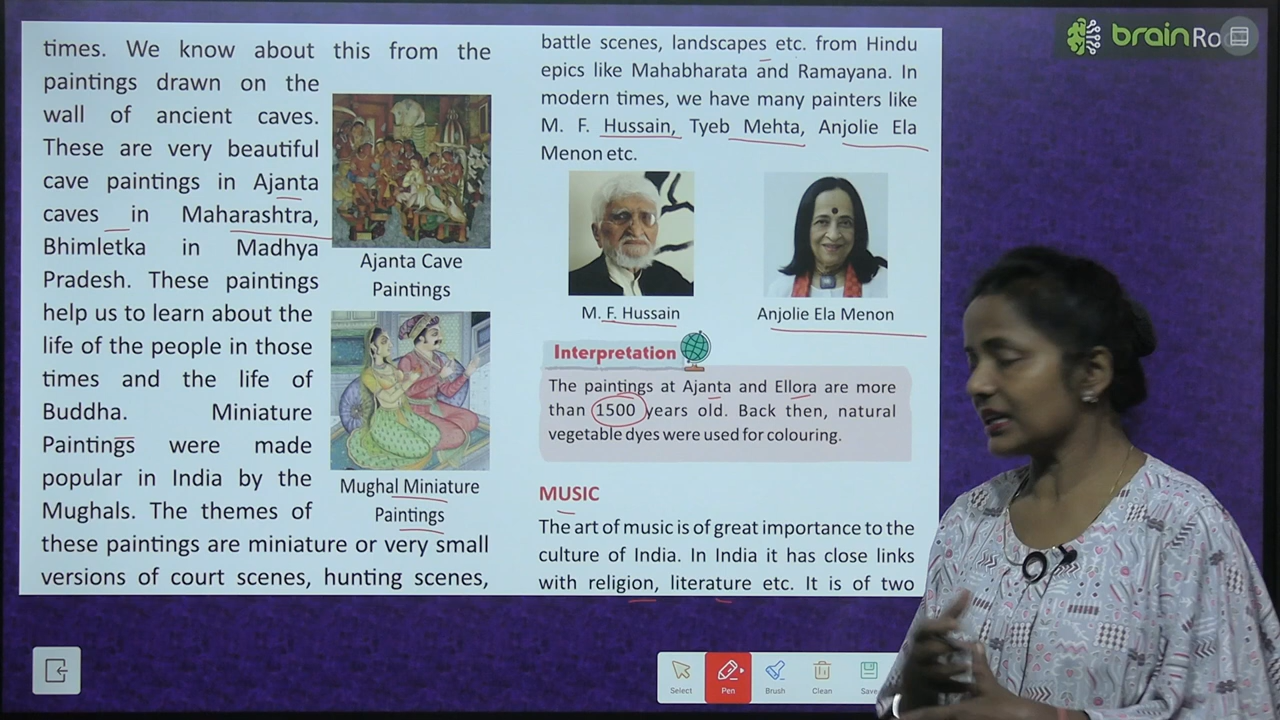 times. We know about this from the
paintings drawn on the
wall of ancient caves.
These are very beautiful
cave paintings in Ajanta
caves in Maharashtra,
Bhimletka in Madhya
Pradesh. These paintings
help us to learn about the
life of the people in those
times and the life of
Buddha. Miniature
Paintings were made
popular in India by the
Mughals. The themes of
these paintings are miniature or very small
versions of court scenes, hunting scenes,
Ajanta Cave
Paintings
Mughal Miniature
Paintings
battle scenes, landscapes etc. from Hindu
epics like Mahabharata and Ramayana. In
modern times, we have many painters like
M. F. Hussain, Tyeb Mehta, Anjolie Ela
Menon etc.
M. F. Hussain
Anjolie Ela Menon
Interpretation
The paintings at Ajanta and Ellora are more
than 1500 years old. Back then, natural
vegetable dyes were used for colouring.
MUSIC
The art of music is of great importance to the
culture of India. In India it has close links
with religion, literature etc. It is of two
brainRo
Select
Pen
Brush
Clean
Save